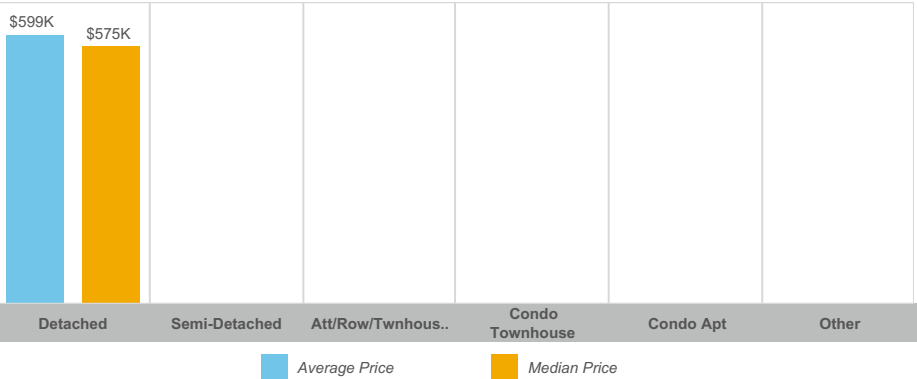 $599K
$575K
Detached
Semi-Detached
Att/Row/Twnhous..
Condo
Townhouse
Condo Apt
Other
Average Price
Median Price